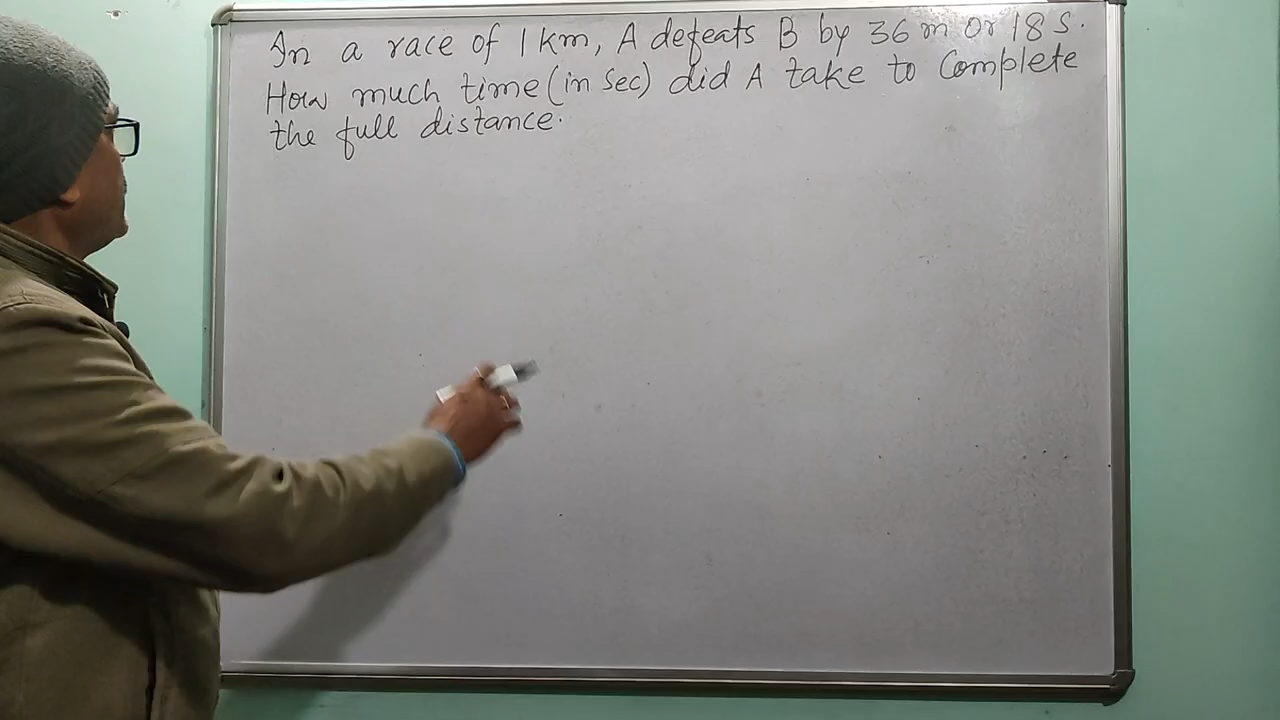 In a race of 1 km, A defeats B by 36 m or 18 s.
How much time (in sec) did A take to Complete
the full distance.